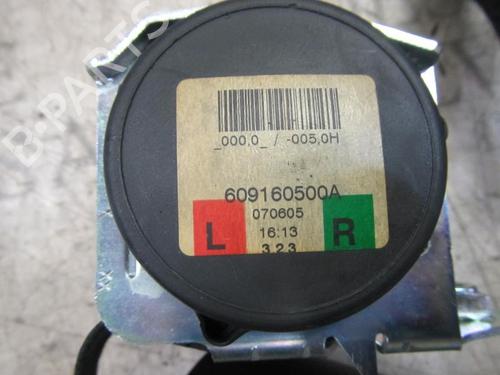 B-PARTS
_000,0_ / -005,0H
609160500A
070605
L 16:13 R
3.2.3